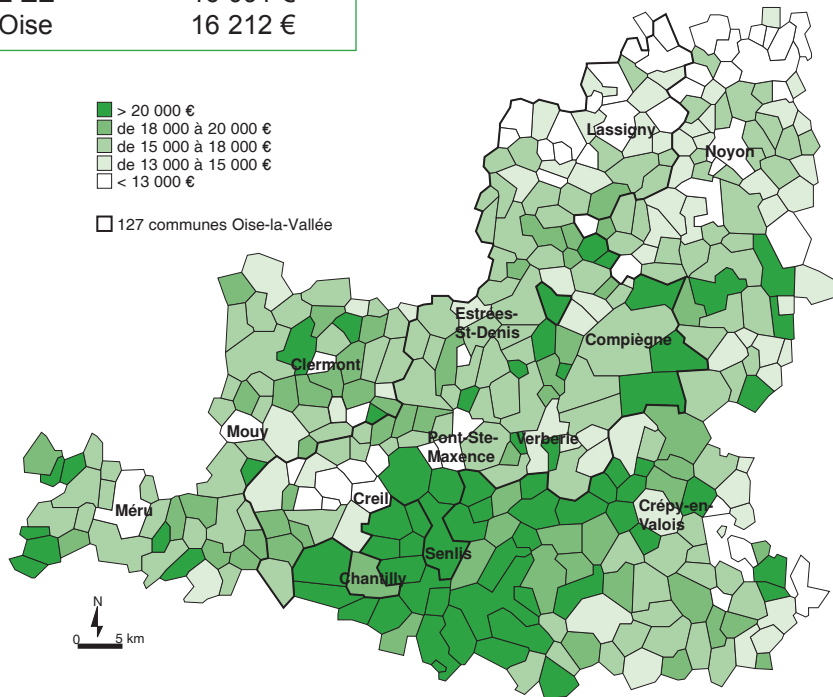 Oise 16 212 €
> 20 000 €
de 18 000 à 20 000 €
de 15 000 à 18 000 €
de 13 000 à 15 000 €
< 13 000 €
127 communes Oise-la-Vallée
Lassigny
Noyon
Estrées-
St-Denis
Compiègne
Clermont
Mouy
Pont-Ste-
Maxence
Verberie
Méru
Creil
Crépy-en-
Valois
Senlis
Chantilly
N
0 5 km